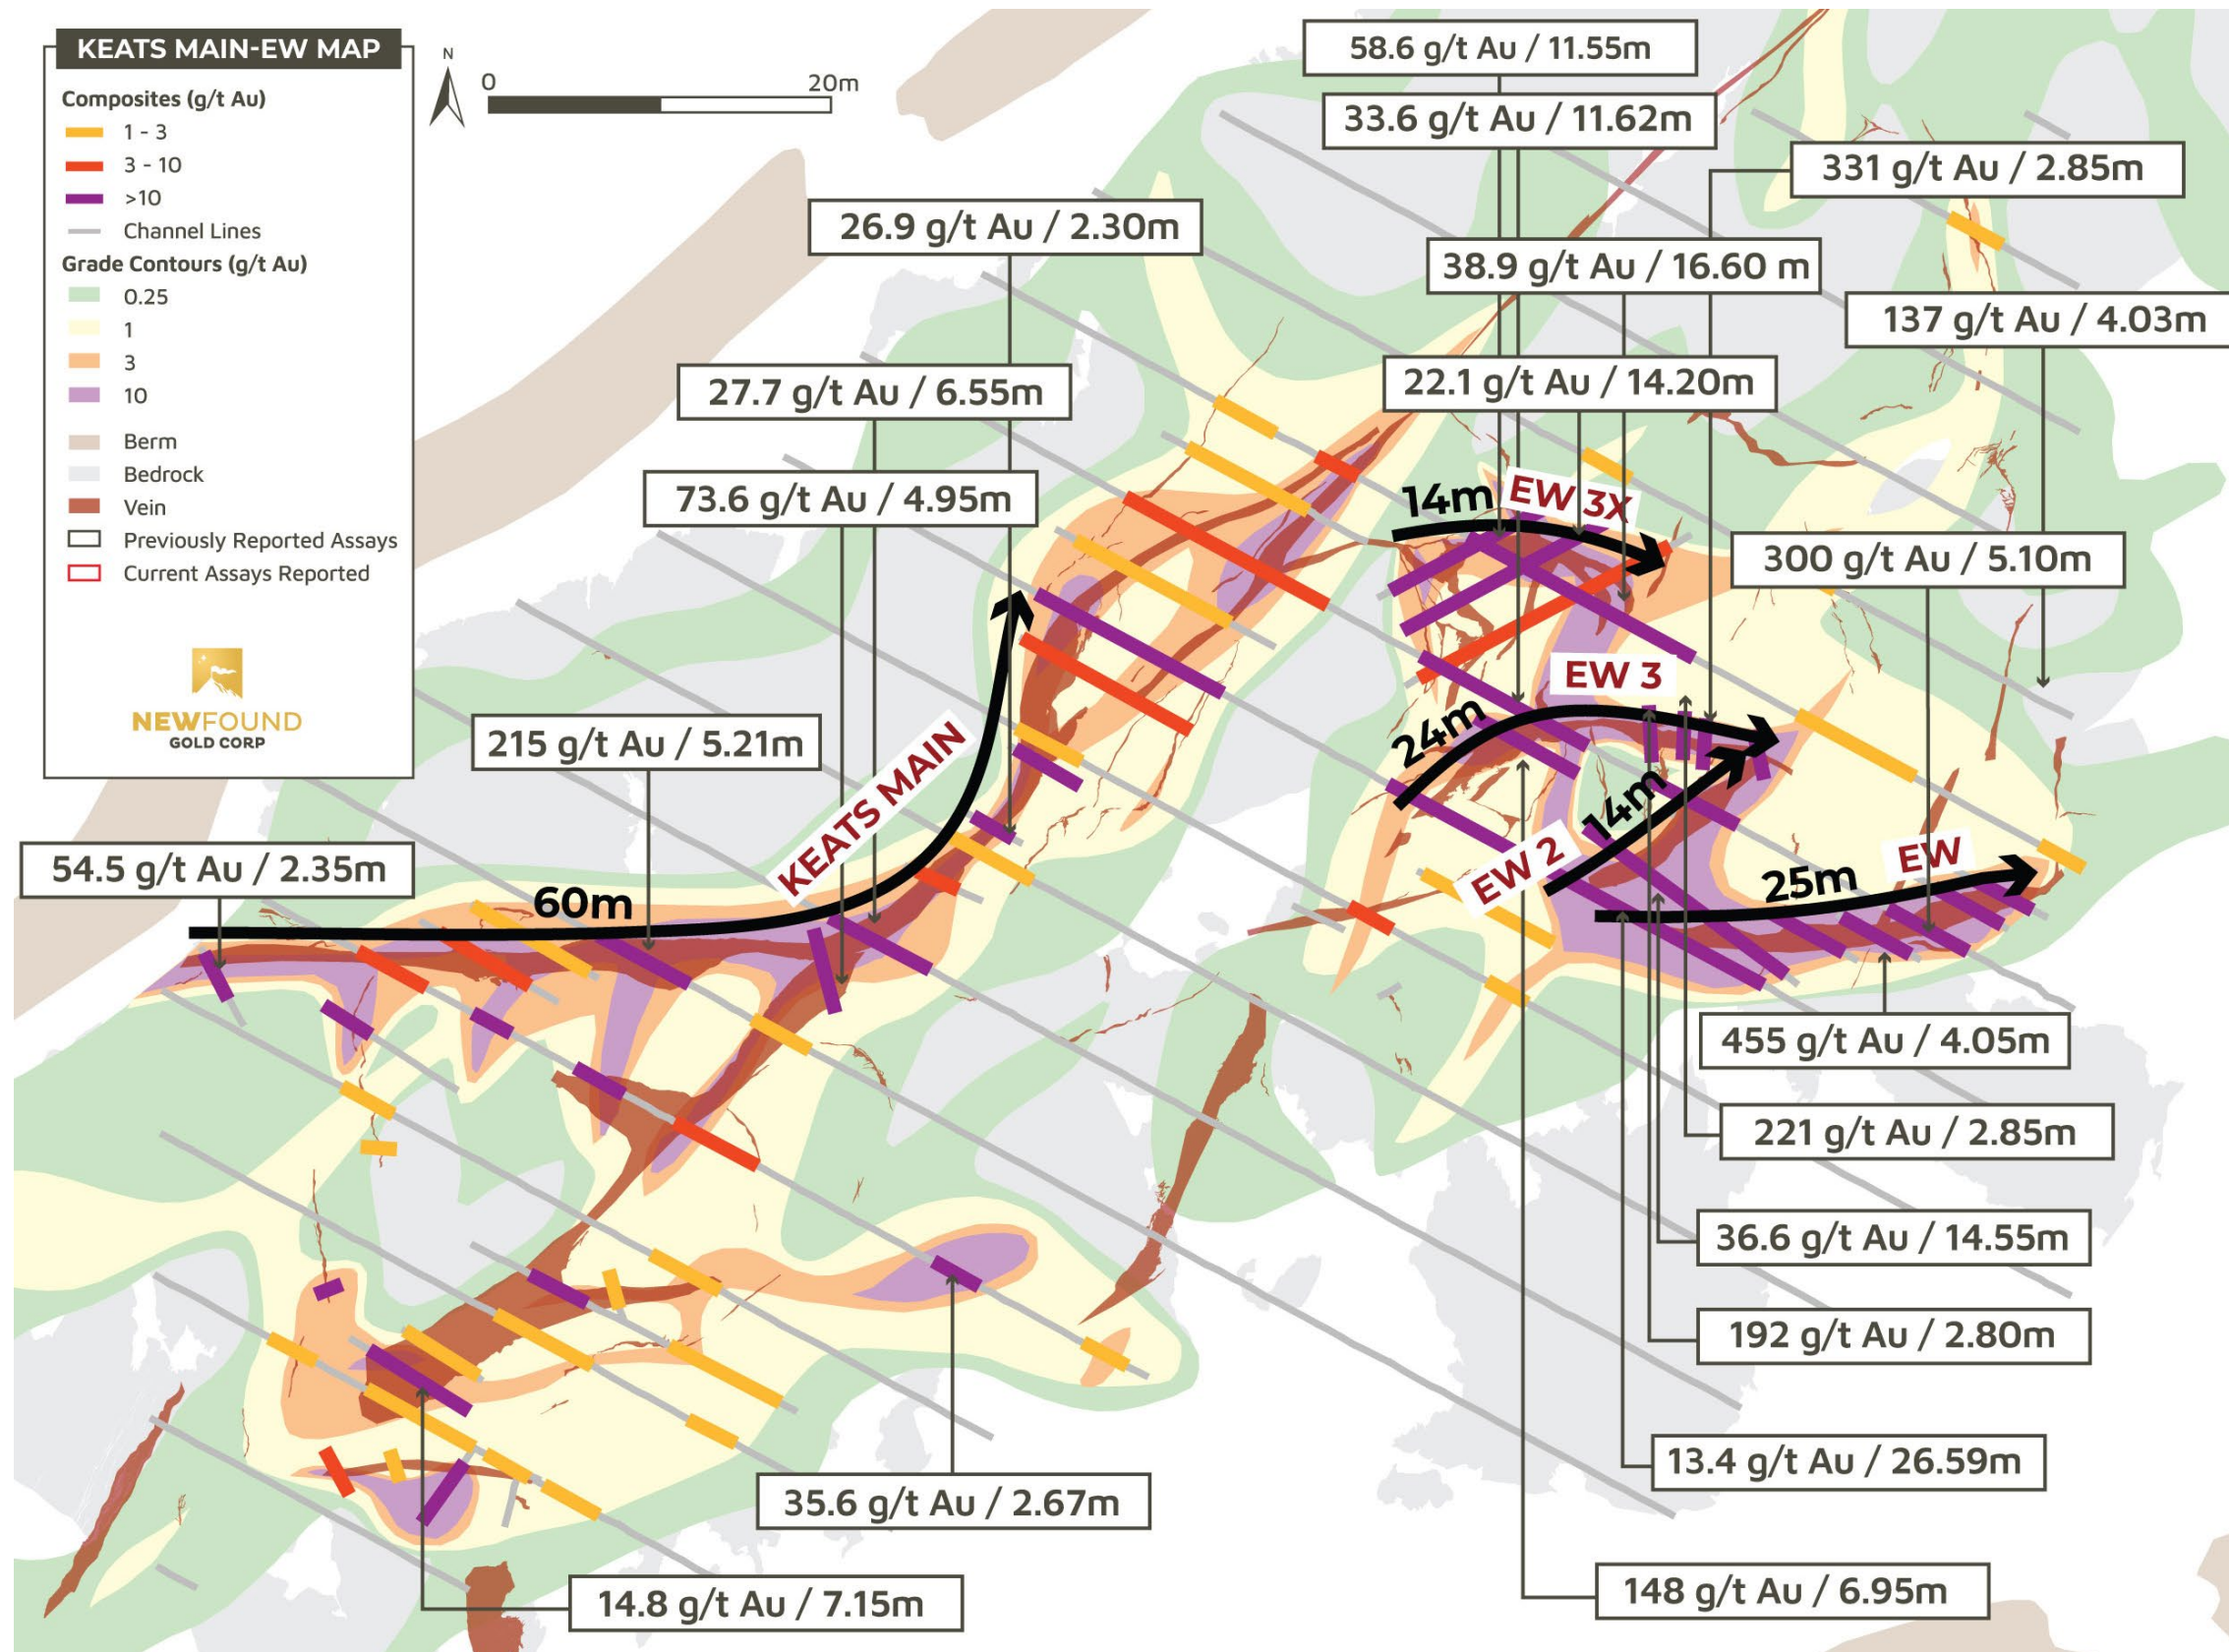 KEATS MAIN-EW MAP
Composites (g/t Au)
1 - 3
3 - 10
>10
Channel Lines
Grade Contours (g/t Au)
0.25
1
3
10
Berm
Bedrock
Vein
Previously Reported Assays
Current Assays Reported
NEWFOUND
GOLD CORP
N
0
20m
58.6 g/t Au / 11.55m
33.6 g/t Au / 11.62m
331 g/t Au / 2.85m
26.9 g/t Au / 2.30m
38.9 g/t Au / 16.60 m
137 g/t Au / 4.03m
27.7 g/t Au / 6.55m
22.1 g/t Au / 14.20m
73.6 g/t Au / 4.95m
14m
EW 3X
300 g/t Au / 5.10m
EW 3
215 g/t Au / 5.21m
KEATS MAIN
24m
14m
54.5 g/t Au / 2.35m
60m
EW 2
25m
EW
455 g/t Au / 4.05m
221 g/t Au / 2.85m
36.6 g/t Au / 14.55m
192 g/t Au / 2.80m
13.4 g/t Au / 26.59m
35.6 g/t Au / 2.67m
14.8 g/t Au / 7.15m
148 g/t Au / 6.95m